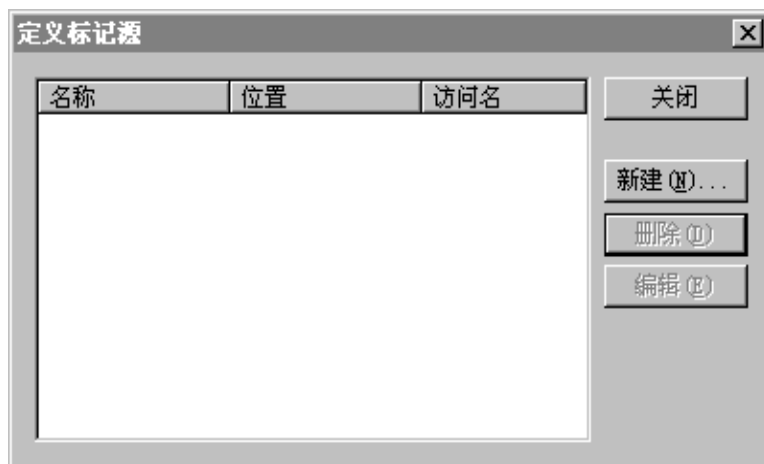 定义标记源
名称 位置 访问名
关闭
新建(N)...
删除(D)
编辑(E)